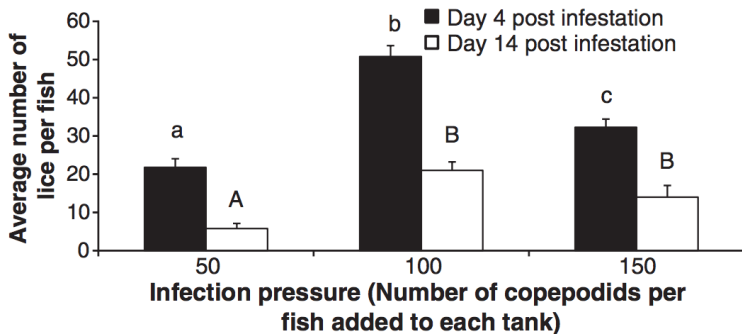 Average number of
lice per fish
60
50
40
30
20
10
0
Day 4 post infestation
Day 14 post infestation
a
A
b
B
c
B
50
100
150
Infection pressure (Number of copepodids per
fish added to each tank)